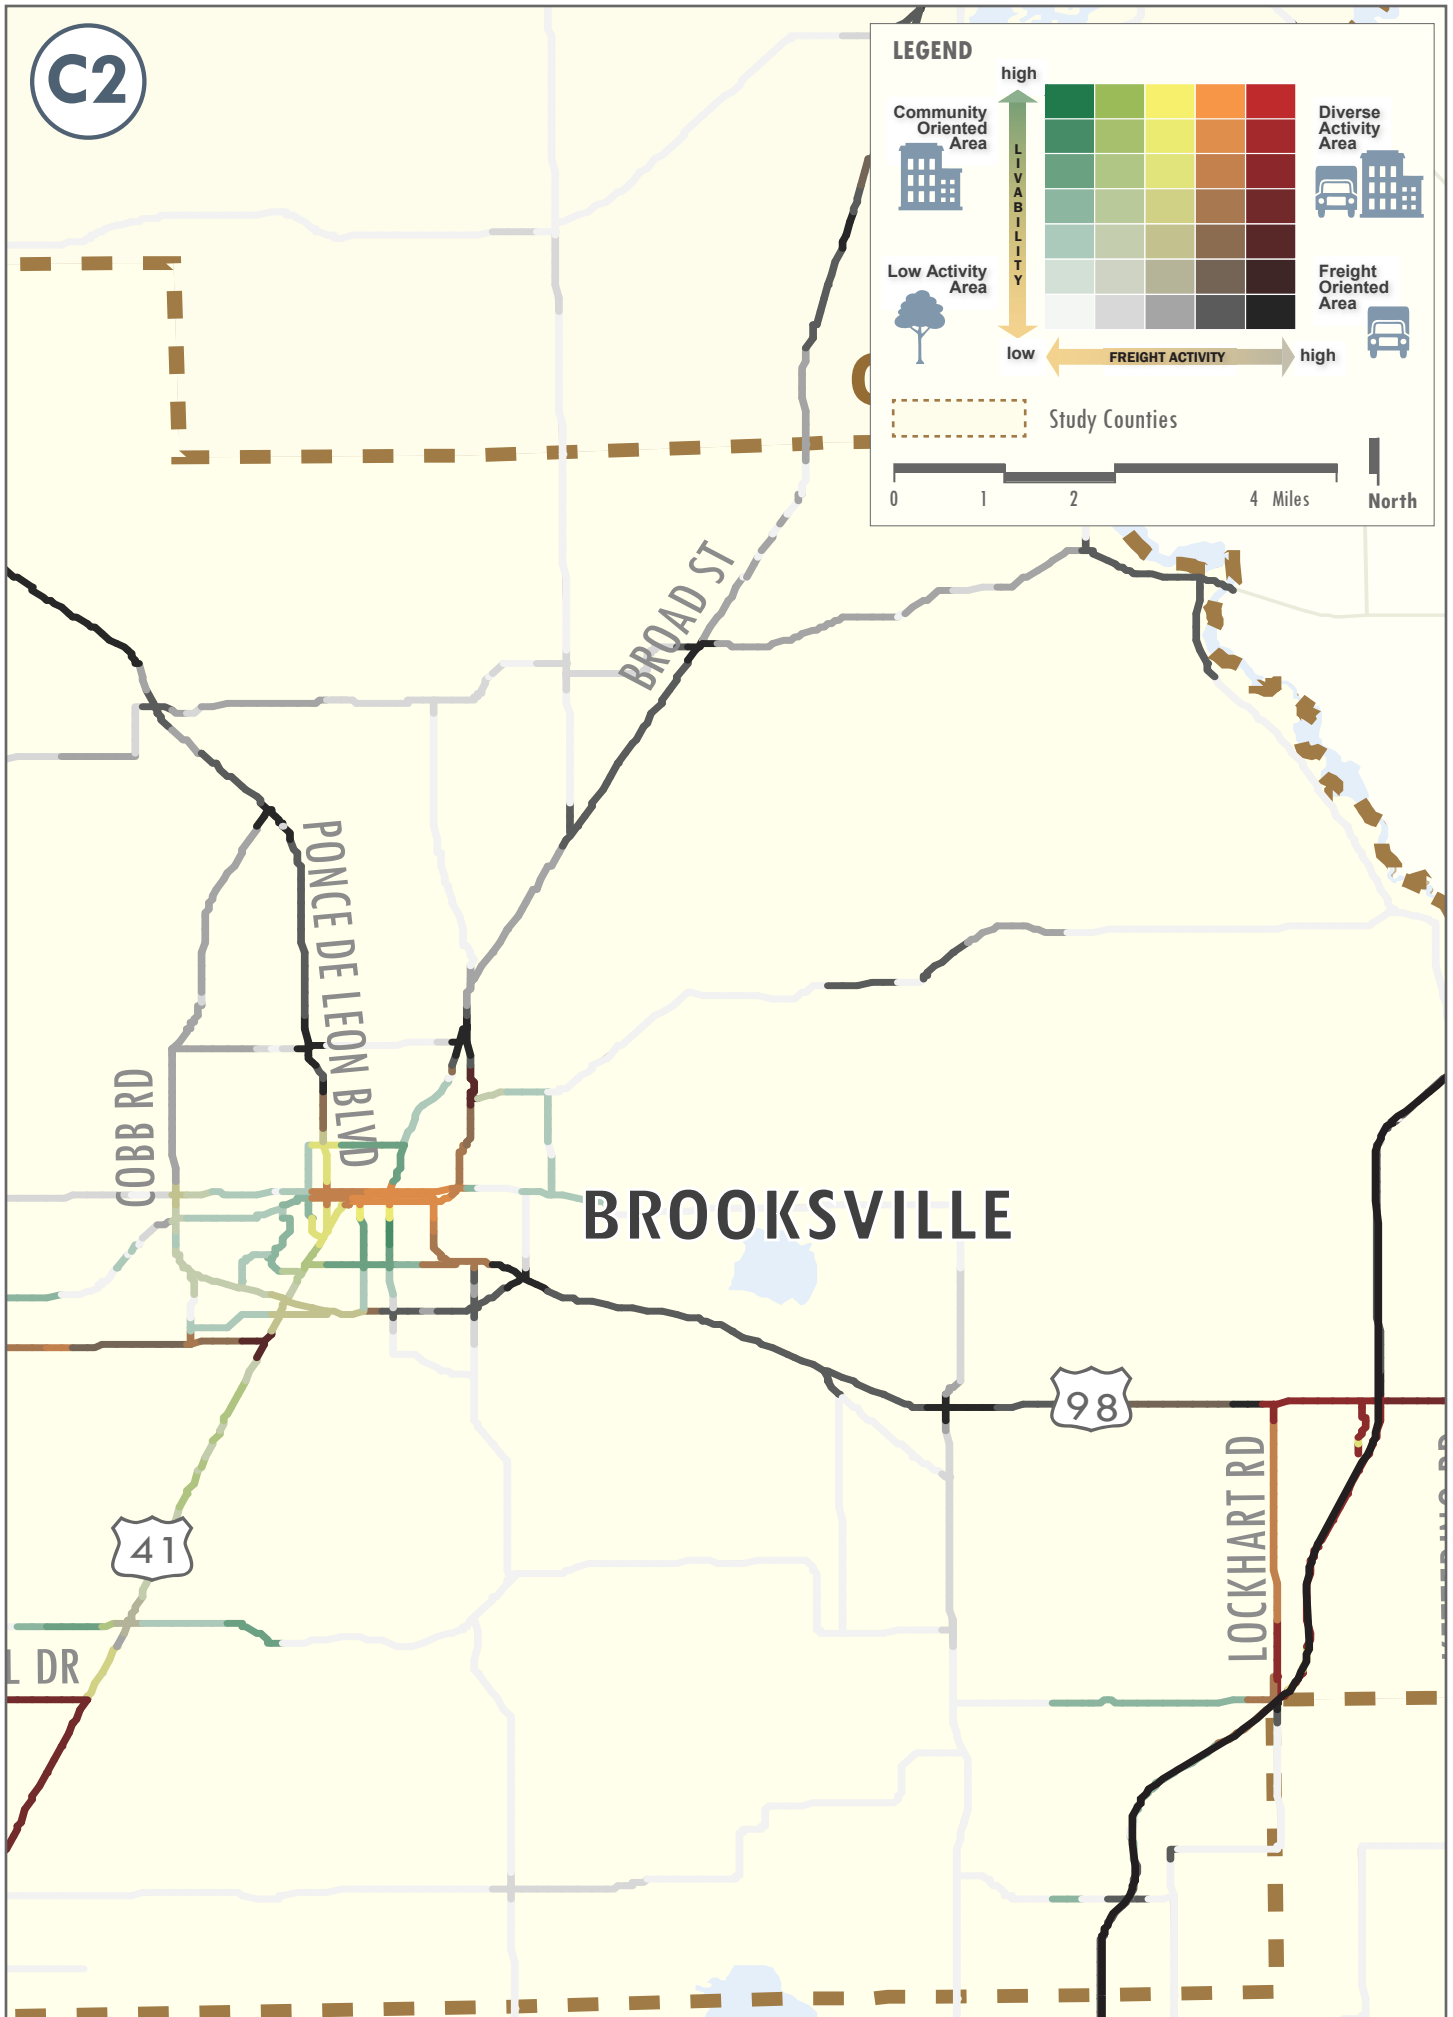 C2
LEGEND
high
Community
Oriented
Area
Diverse
Activity
Area
LIVABILITY
Low Activity
Area
Freight
Oriented
Area
low
FREIGHT ACTIVITY
high
Study Counties
0 1 2 4 Miles
North
BROAD ST
PONCE DE LEON BLVD
COBB RD
BROOKSVILLE
98
LOCKHART RD
41
L DR